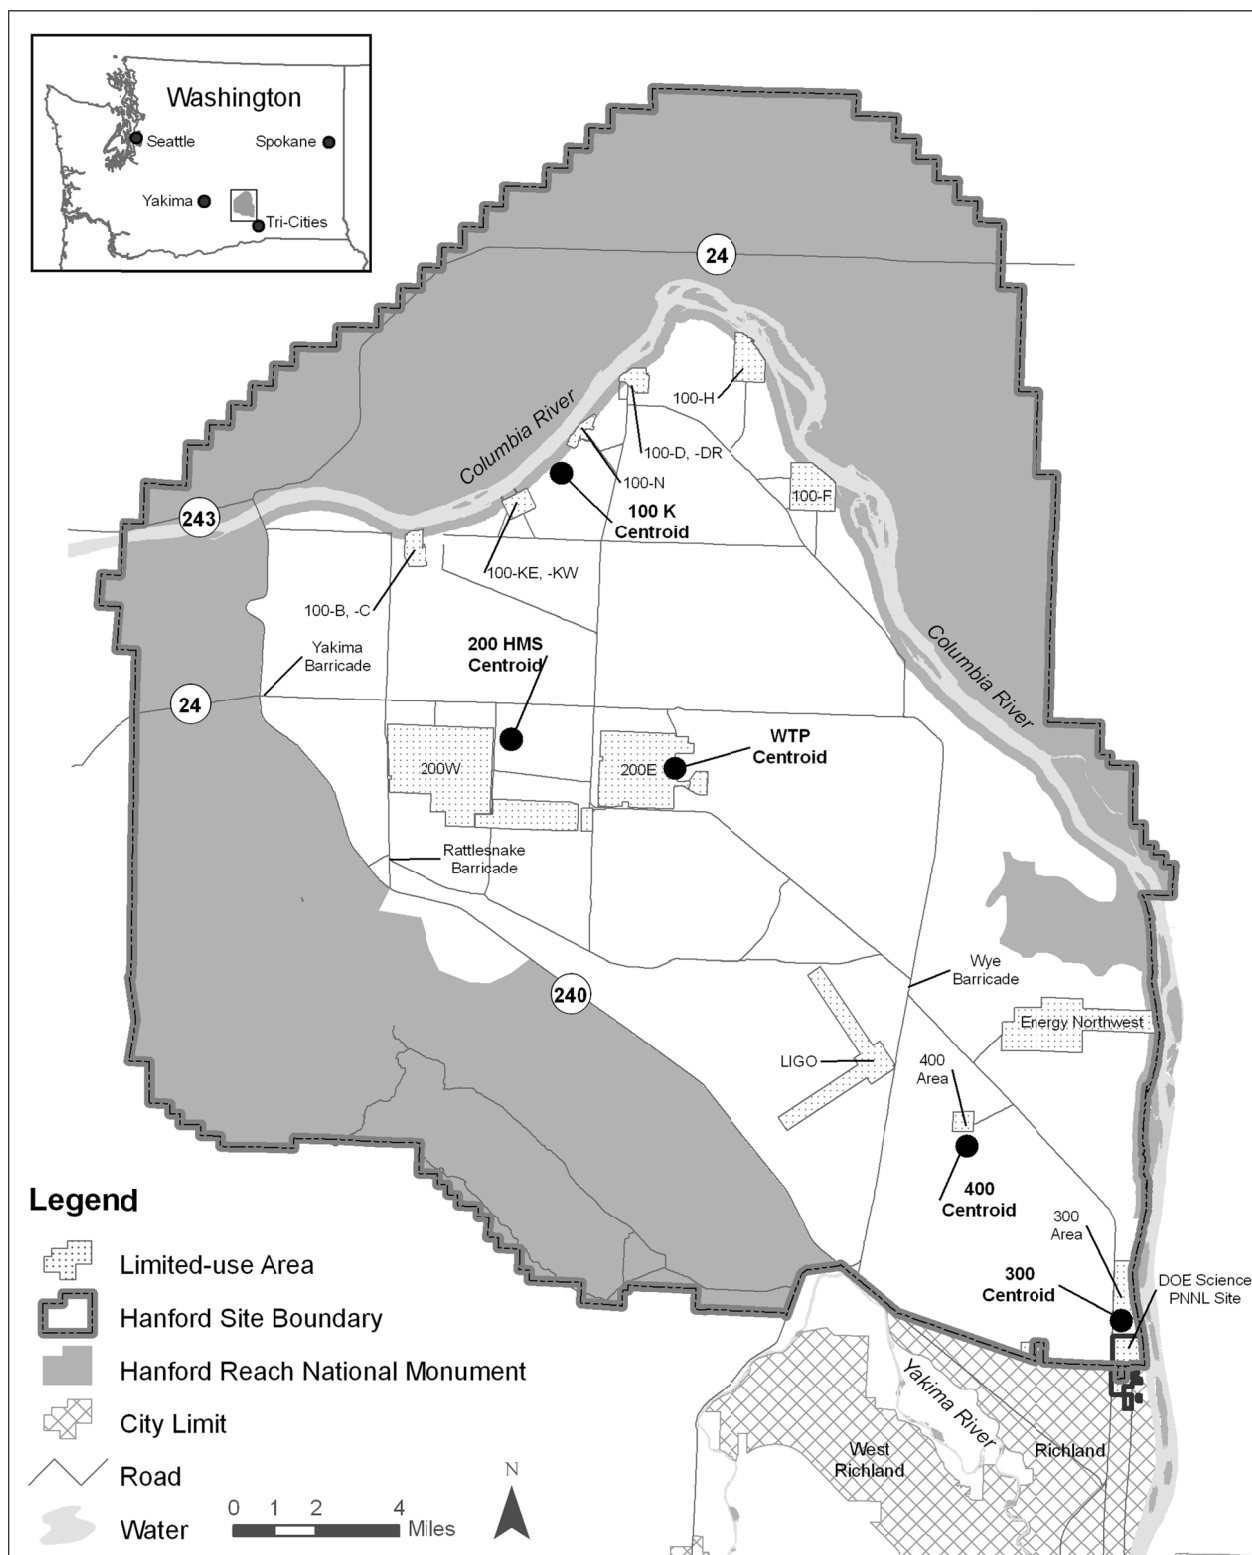 Washington
Seattle
Spokane
Yakima
Tri-Cities
24
100-H
Columbia River
100-D, -DR
100-N
100-F
243
100 K
Centroid
100-KE, -KW
100-B, -C
Columbia River
Yakima
Barricade
200 HMS
Centroid
24
WTP
Centroid
200W
200E
Rattlesnake
Barricade
Wye
Barricade
240
Energy Northwest
LIGO
400
Area
400
Centroid
300
Area
300
Centroid
DOE Science
PNNL Site
Legend
Limited-use Area
Hanford Site Boundary
Hanford Reach National Monument
City Limit
Road
Water
0 1 2 4
Miles
N
Yakima River
West
Richland
Richland